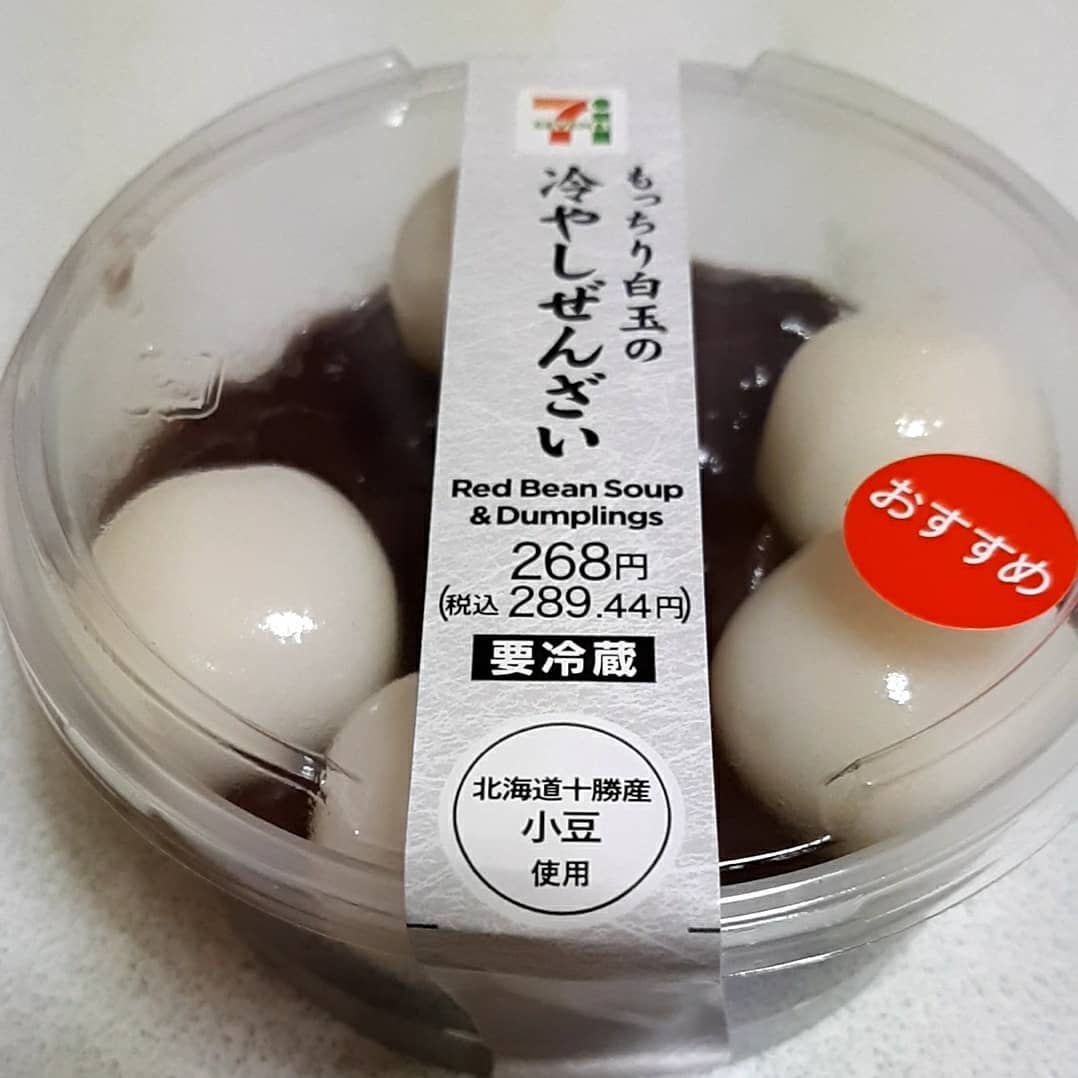 もっちり白玉の
冷やしぜんざい
Red Bean Soup
& Dumplings
268円
(税込 289.44円)
要冷蔵
おすすめ
北海道十勝産
小豆
使用